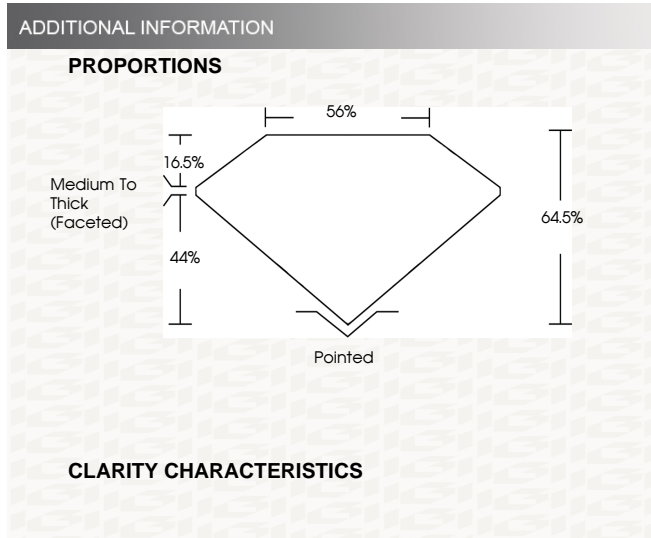 ADDITIONAL INFORMATION
PROPORTIONS
56%
16.5%
Medium To
Thick
(Faceted)
64.5%
44%
Pointed
CLARITY CHARACTERISTICS